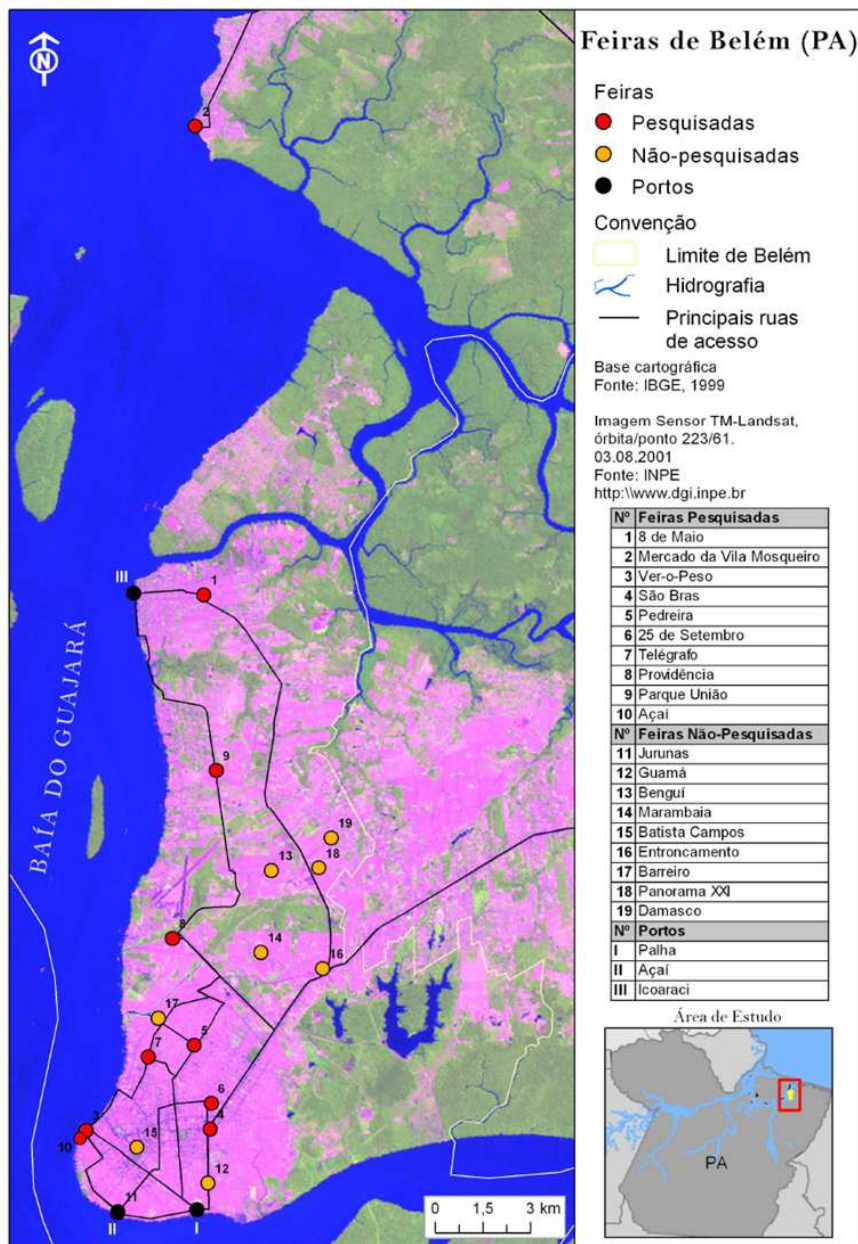 Feiras de Belém (PA)
Feiras
Pesquisadas
Não-pesquisadas
Portos
Convenção
Limite de Belém
Hidrografia
Principais ruas
de acesso
Base cartográfica
Fonte: IBGE, 1999
Imagem Sensor TM-Landsat,
órbita/ponto 223/61.
03.08.2001
Fonte: INPE
http:\\www.dgi.inpe.br
Nº Feiras Pesquisadas
1 8 de Maio
2 Mercado da Vila Mosqueiro
3 Ver-o-Peso
4 São Bras
5 Pedreira
6 25 de Setembro
7 Telégrafo
8 Providência
9 Parque União
10 Açaí
Nº Feiras Não-Pesquisadas
11 Jurunas
12 Guamá
13 Benguí
14 Marambaia
15 Batista Campos
16 Entroncamento
17 Barreiro
18 Panorama XXI
19 Damasco
Nº Portos
I Palha
II Açaí
III Icoaraci
Área de Estudo
PA
N
2
III
1
BAÍA DO GUAJARÁ
9
19
18
13
8
14
16
17
5
7
6
3
4
10
15
12
11
II
I
0 1,5 3 km